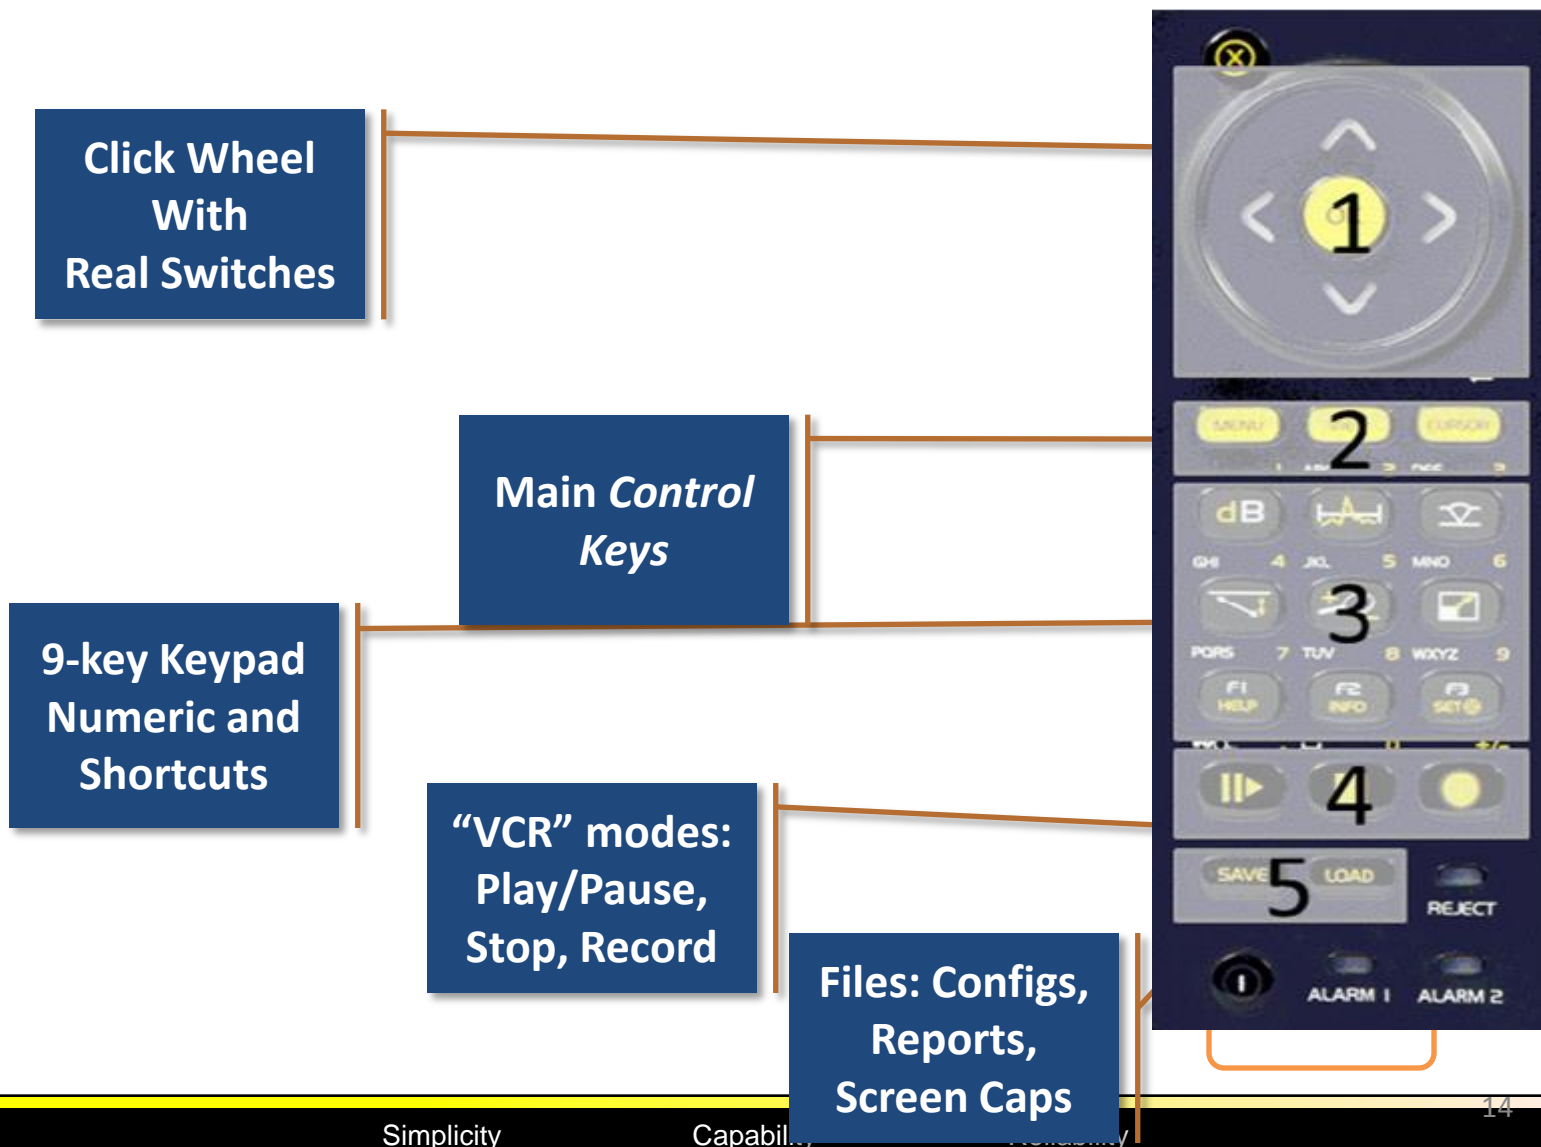 Click Wheel
With
Real Switches
Main Control
Keys
9-key Keypad
Numeric and
Shortcuts
“VCR” modes:
Play/Pause,
Stop, Record
Files: Configs,
Reports,
Screen Caps
1
MENU CURSOR
2
dB
GHI 4 JKL 5 MNO 6
3
PQRS 7 TUV 8 WXYZ 9
F1 F2 F3
HELP INFO SET
4
SAVE LOAD
5
REJECT
ALARM 1 ALARM 2
14
Simplicity